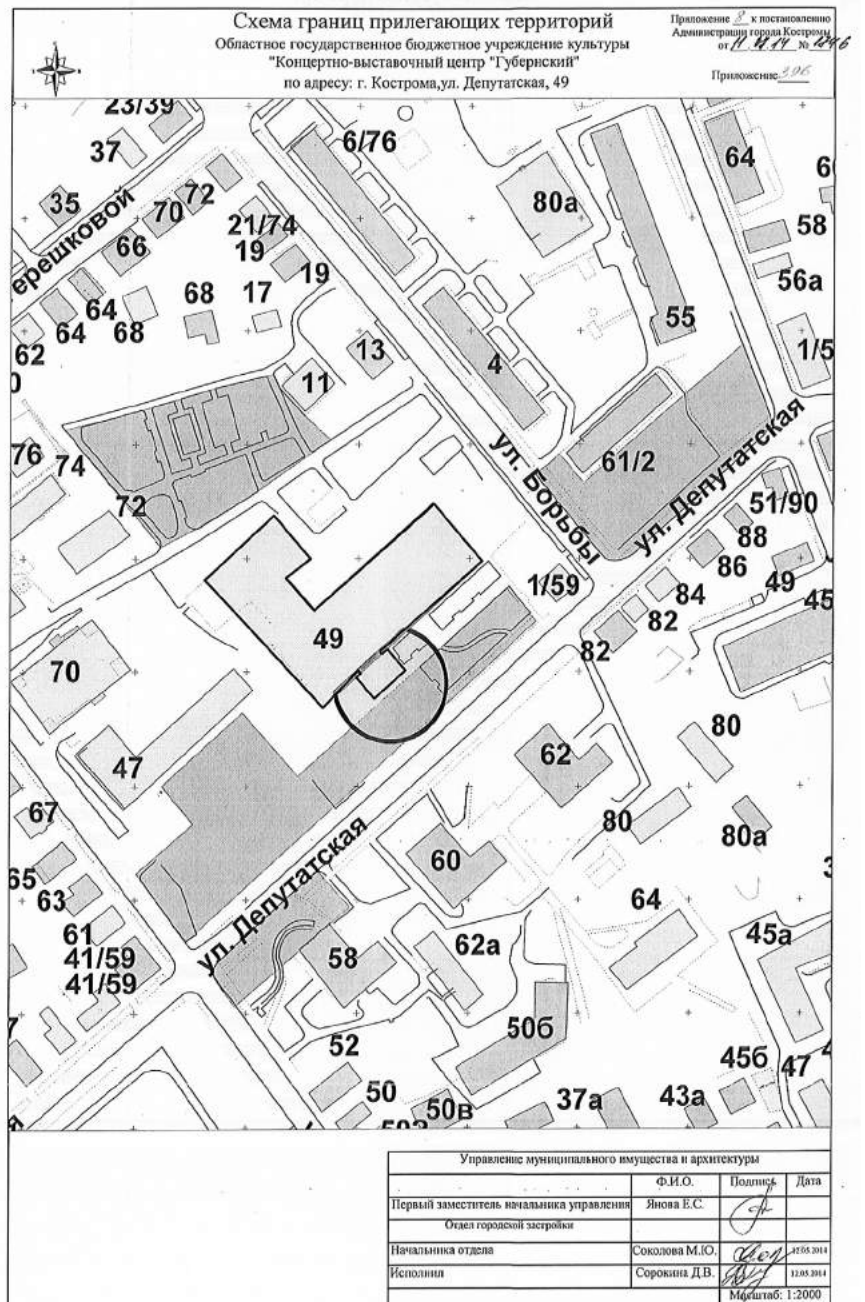 Схема границ прилегающих территорий
Областное государственное бюджетное учреждение культуры
"Концертно-выставочный центр "Губернский"
по адресу: г. Кострома,ул. Депутатская, 49
Приложение 8 к постановлению
Администрации города Костромы
от №
Приложение 396
23/39
37
35
72
70
66
21/74
19
19
64
64
68
68
17
62
13
11
6/76
80а
64
58
56а
55
1/5
4
76
74
72
61/2
ул. Борьбы
ул. Депутатская
51/90
88
86
49
84
82
82
45
1/59
49
70
47
62
80
80
80а
67
65
63
61
41/59
41/59
60
64
ул. Депутатская
58
62а
45а
50б
52
50
50в
37а
43а
45б
47
Управление муниципального имущества и архитектуры
Ф.И.О. Подпись Дата
Первый заместитель начальника управления Янова Е.С.
Отдел городской застройки
Начальника отдела Соколова М.Ю. 12.05.2014
Исполнил Сорокина Д.В. 12.05.2014
Масштаб: 1:2000